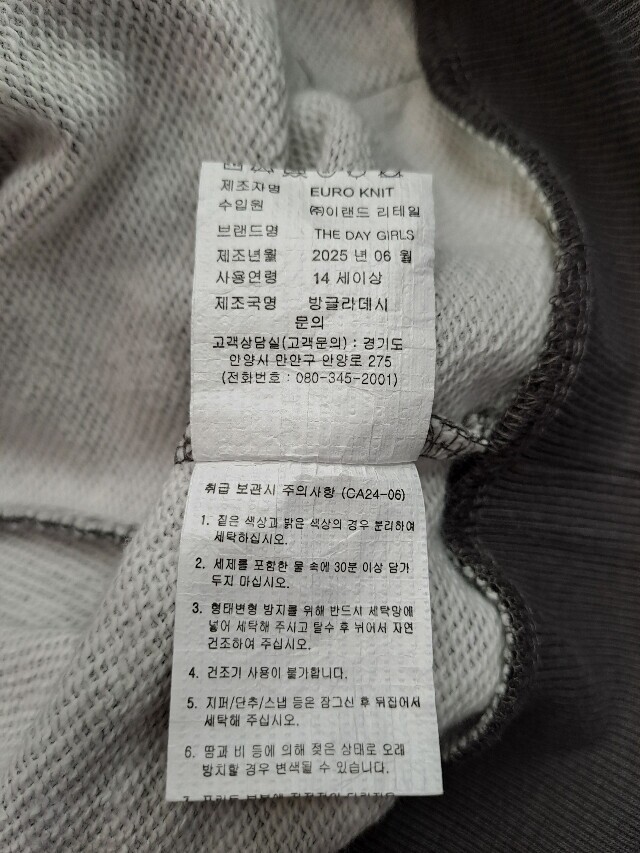 제조자명 EURO KNIT
수입원 ㈜이랜드 리테일
브랜드명 THE DAY GIRLS
제조년월 2025 년 06 월
사용연령 14 세이상
제조국명 방글라데시
문의
고객상담실(고객문의) : 경기도
안양시 만안구 안양로 275
(전화번호 : 080-345-2001)
취급 보관시 주의사항 (CA24-06)
1. 짙은 색상과 밝은 색상의 경우 분리하여
세탁하십시오.
2. 세제를 포함한 물 속에 30분 이상 담가
두지 마십시오.
3. 형태변형 방지를 위해 반드시 세탁망에
넣어 세탁해 주시고 탈수 후 뉘어서 자연
건조하여 주십시오.
4. 건조기 사용이 불가합니다.
5. 지퍼/단추/스냅 등은 잠그신 후 뒤집어서
세탁해 주십시오.
6. 땀과 비 등에 의해 젖은 상태로 오래
방치할 경우 변색될 수 있습니다.